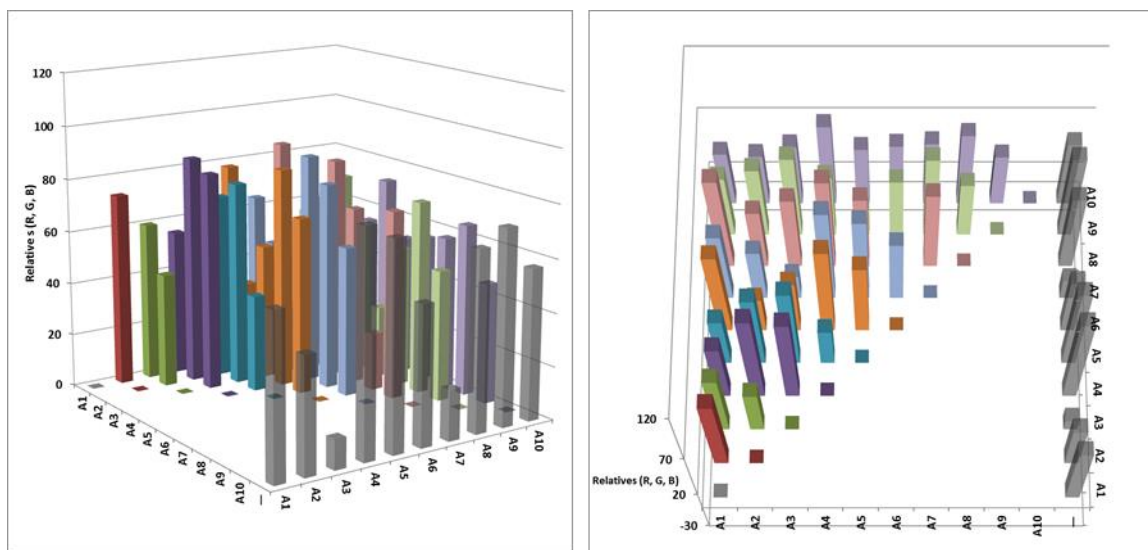 120
100
80
60
40
20
0
Relative s (R, G, B)
A1
A2
A3
A4
A5
A6
A7
A8
A9
A10
|
A1
A2
A3
A4
A5
A6
A7
A8
A9
A10
120
70
20
-30
Relatives (R, G, B)
A1 A2 A3 A4 A5 A6 A7 A8 A9 A10 |
A10
A9
A8
A7
A6
A5
A4
A3
A2
A1